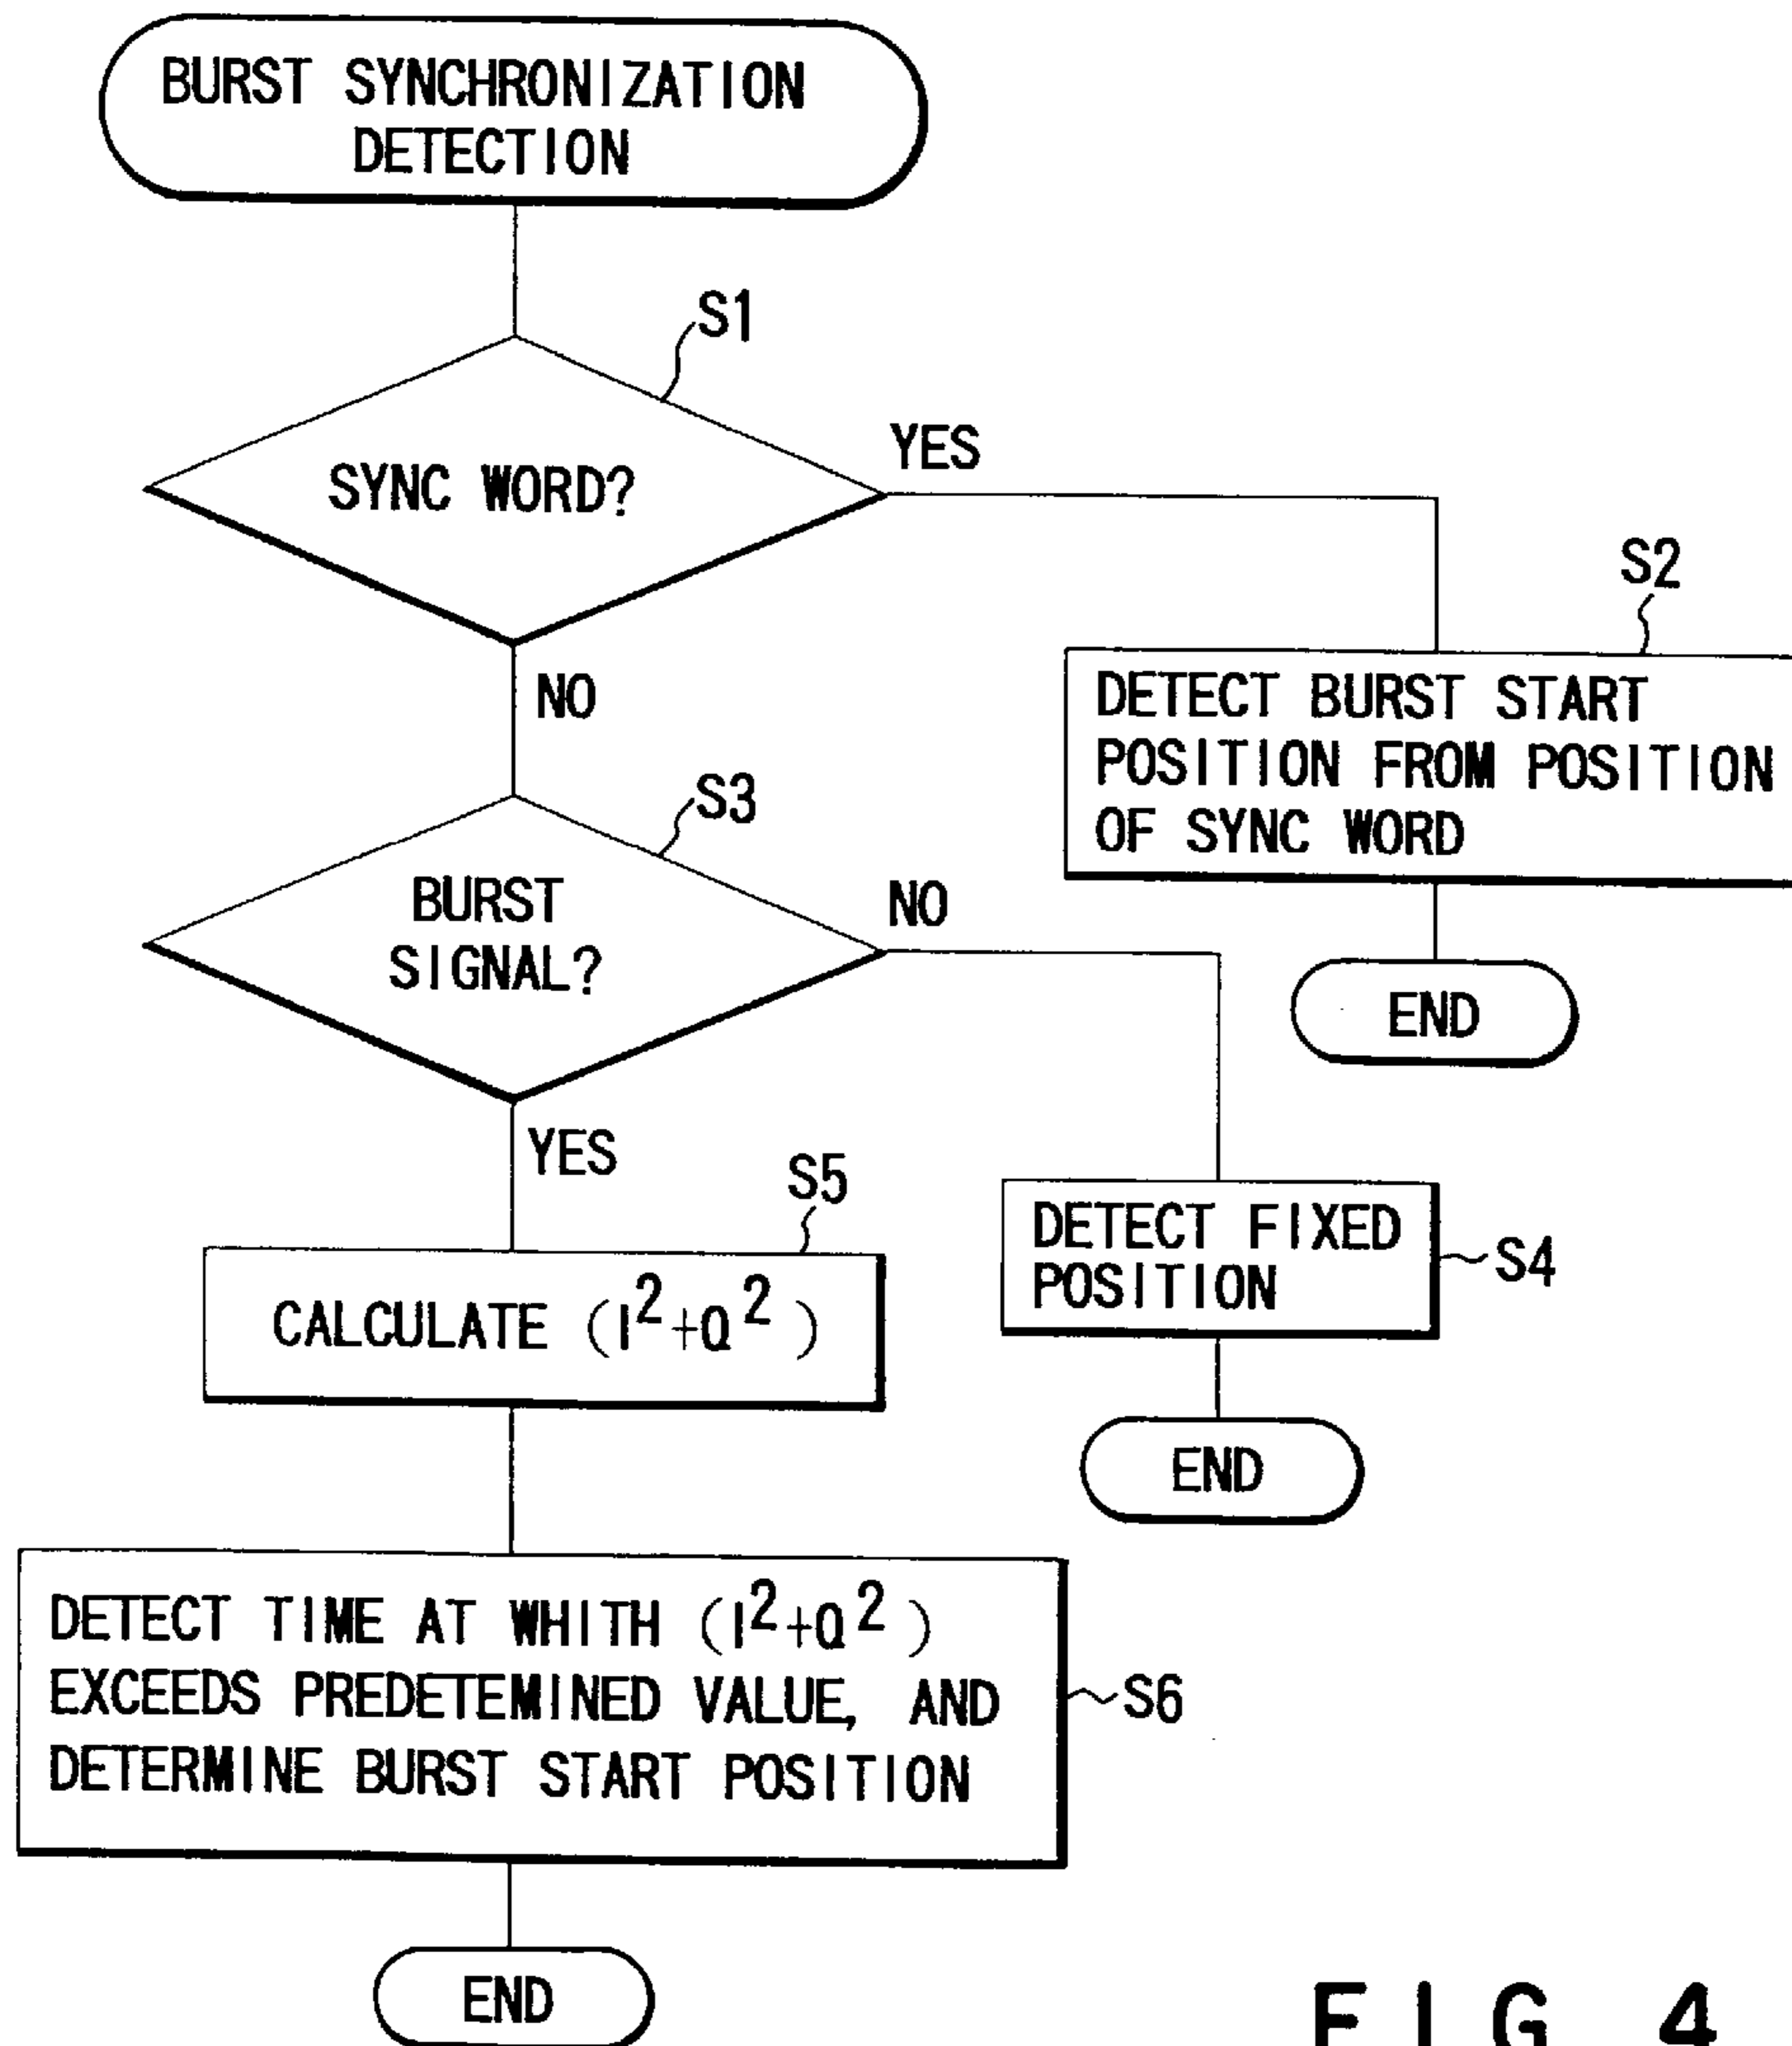 BURST SYNCHRONIZATION
DETECTION
S1
SYNC WORD?
YES
S2
NO
DETECT BURST START
POSITION FROM POSITION
OF SYNC WORD
END
S3
BURST
SIGNAL?
NO
YES
S5
CALCULATE (I²+Q²)
DETECT FIXED
POSITION
S4
END
DETECT TIME AT WHITH (I²+Q²)
EXCEEDS PREDETEMINED VALUE, AND
DETERMINE BURST START POSITION
S6
END
FIG. 4